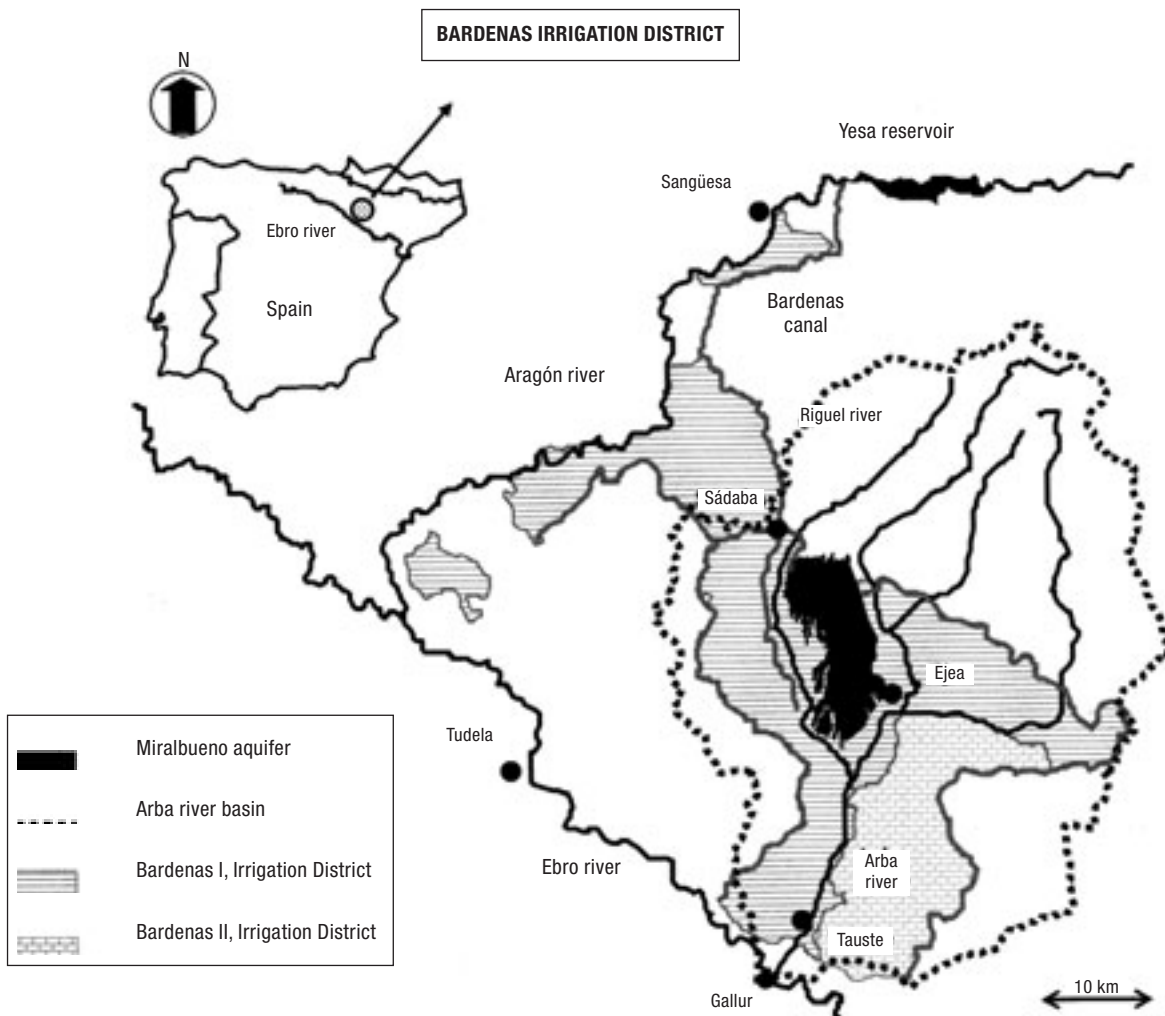 BARDENAS IRRIGATION DISTRICT
N
Yesa reservoir
Sangüesa
Ebro river
Spain
Bardenas
canal
Aragón river
Riguel river
Sádaba
Ejea
Tudela
Miralbueno aquifer
Arba river basin
Bardenas I, Irrigation District
Bardenas II, Irrigation District
Ebro river
Arba
river
Tauste
Gallur
10 km